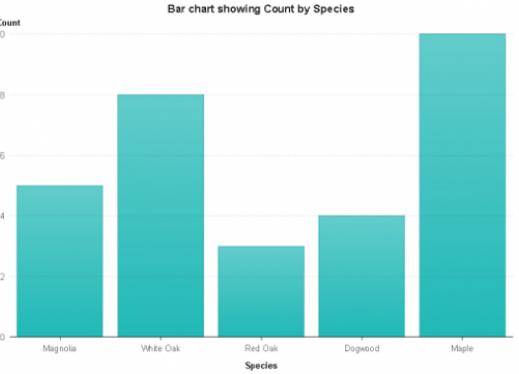 Bar chart showing Count by Species
Count
0
8
6
4
2
0
Magnolia White Oak Red Oak Dogwood Maple
Species